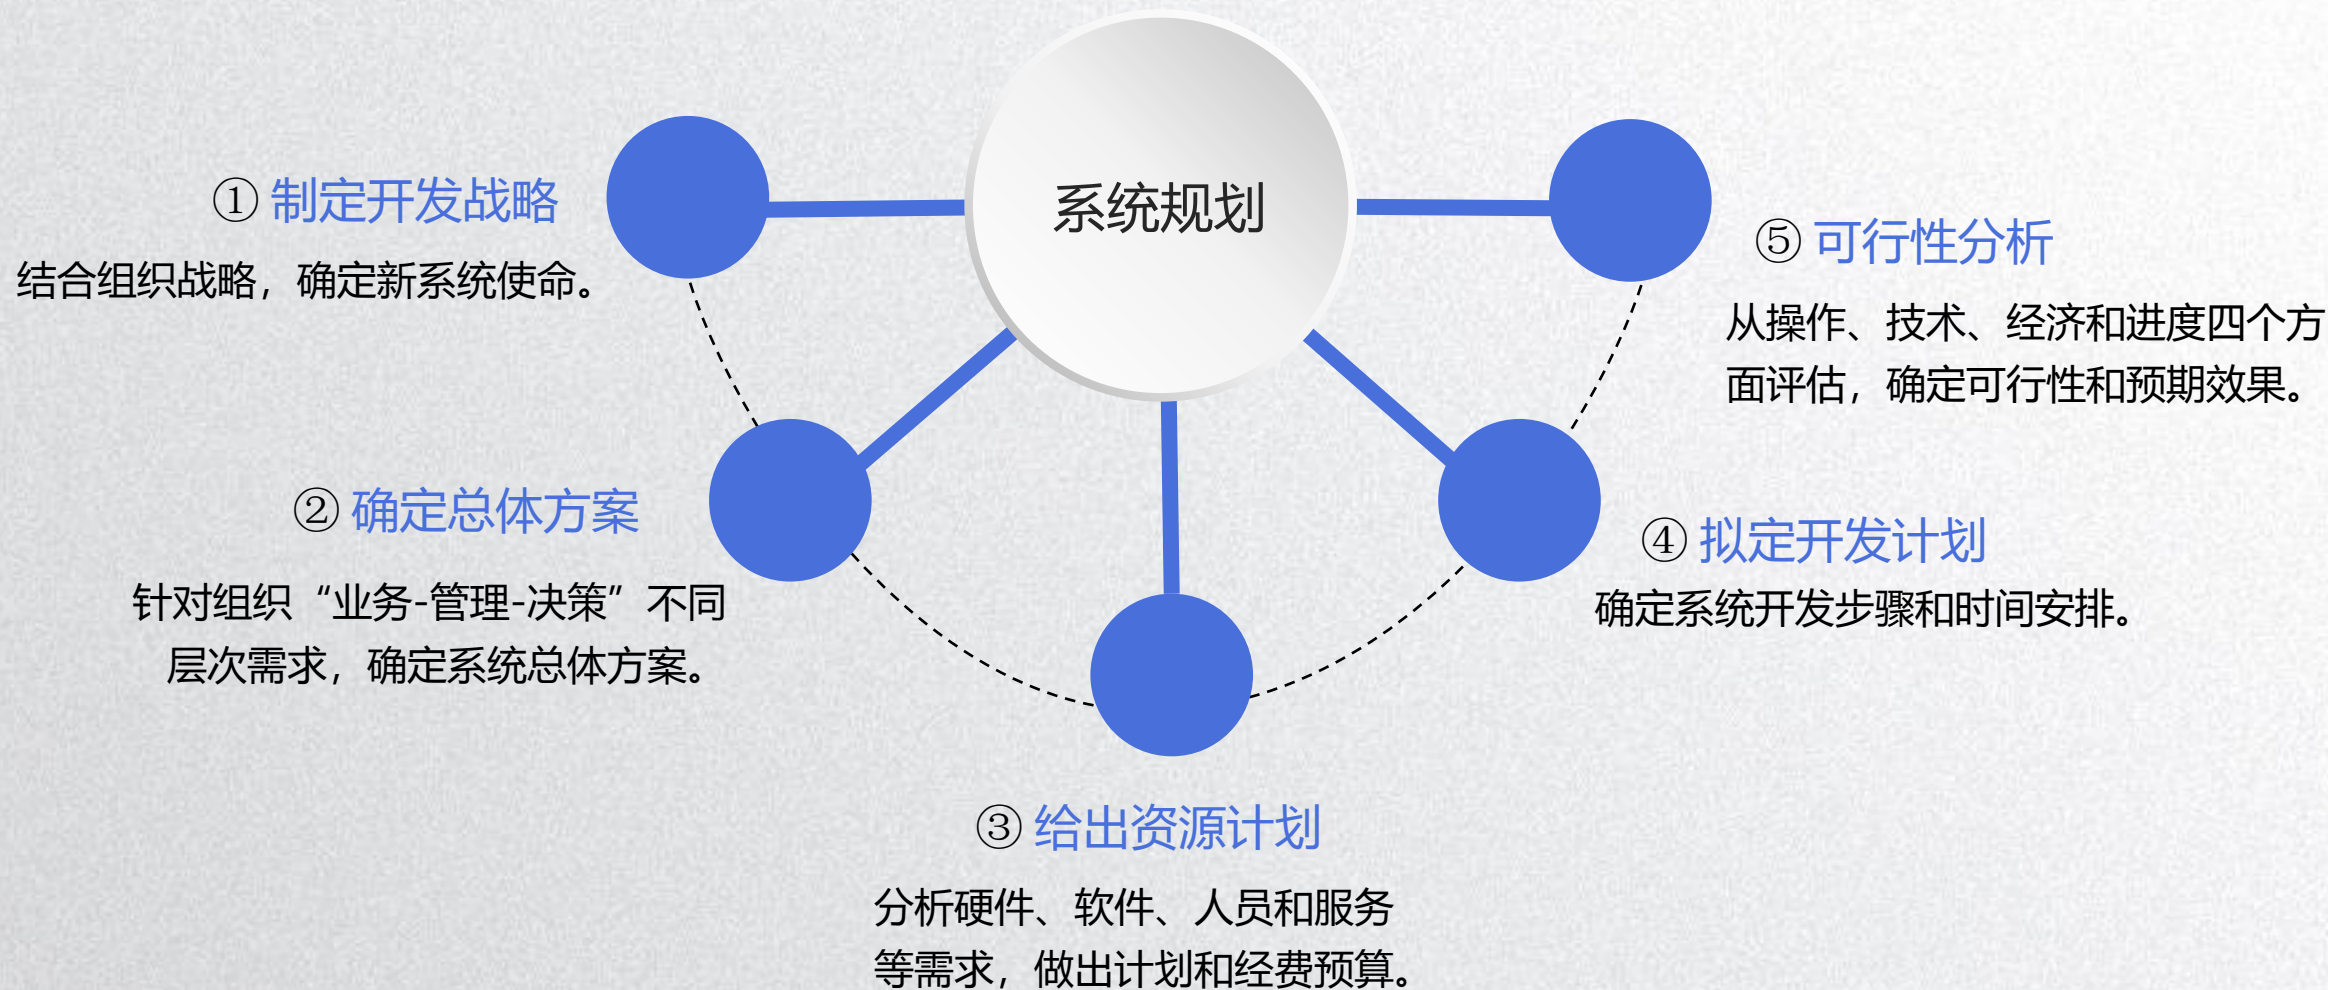 系统规划
① 制定开发战略
结合组织战略，确定新系统使命。
② 确定总体方案
针对组织“业务-管理-决策”不同
层次需求，确定系统总体方案。
③ 给出资源计划
分析硬件、软件、人员和服务
等需求，做出计划和经费预算。
④ 拟定开发计划
确定系统开发步骤和时间安排。
⑤ 可行性分析
从操作、技术、经济和进度四个方
面评估，确定可行性和预期效果。